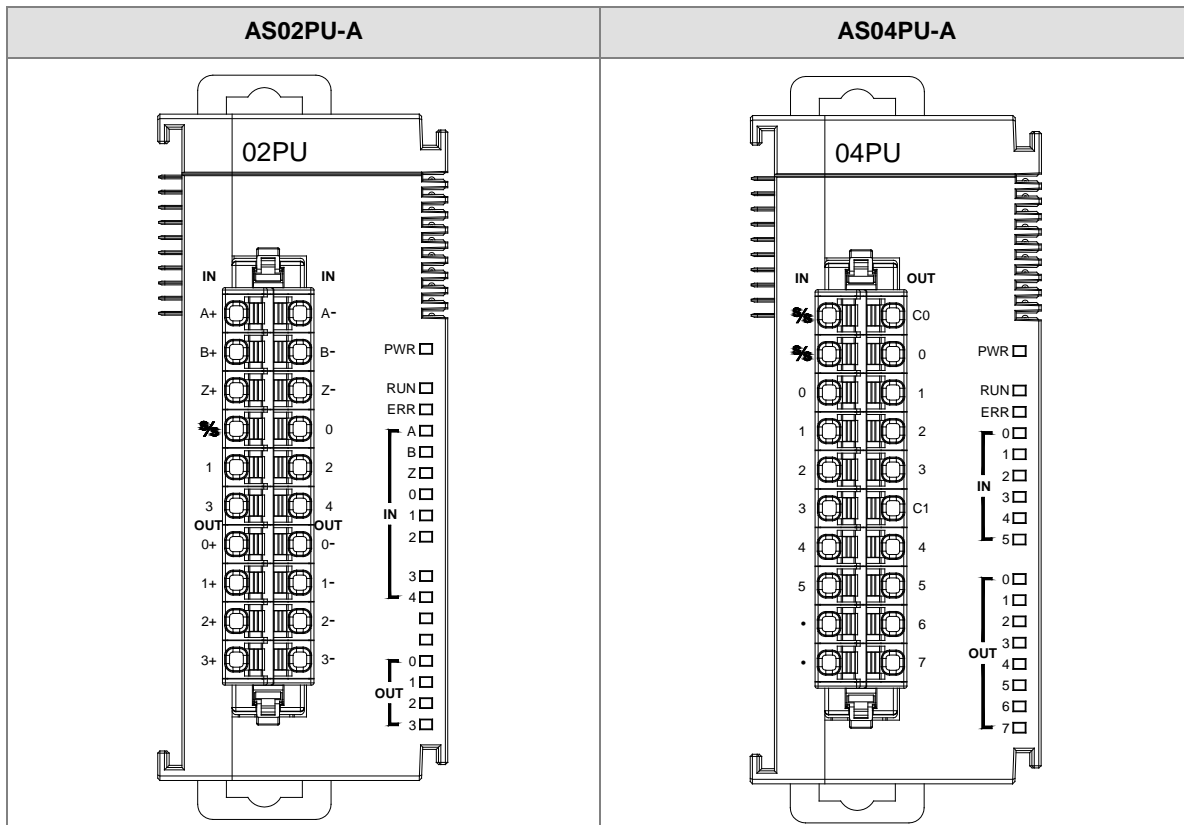 AS02PU-A AS04PU-A
02PU
IN IN
A+ A-
B+ B-
Z+ Z-
S/S 0
1 2
3 4
OUT OUT
0+ 0-
1+ 1-
2+ 2-
3+ 3-
PWR
RUN
ERR
A
B
Z
0
IN 1
2
3
4
0
1
OUT
2
3
04PU
IN OUT
S/S C0
S/S 0
0 1
1 2
2 3
3 C1
4 4
5 5
• 6
• 7
PWR
RUN
ERR
0
1
2
IN
3
4
5
0
1
2
3
OUT
4
5
6
7